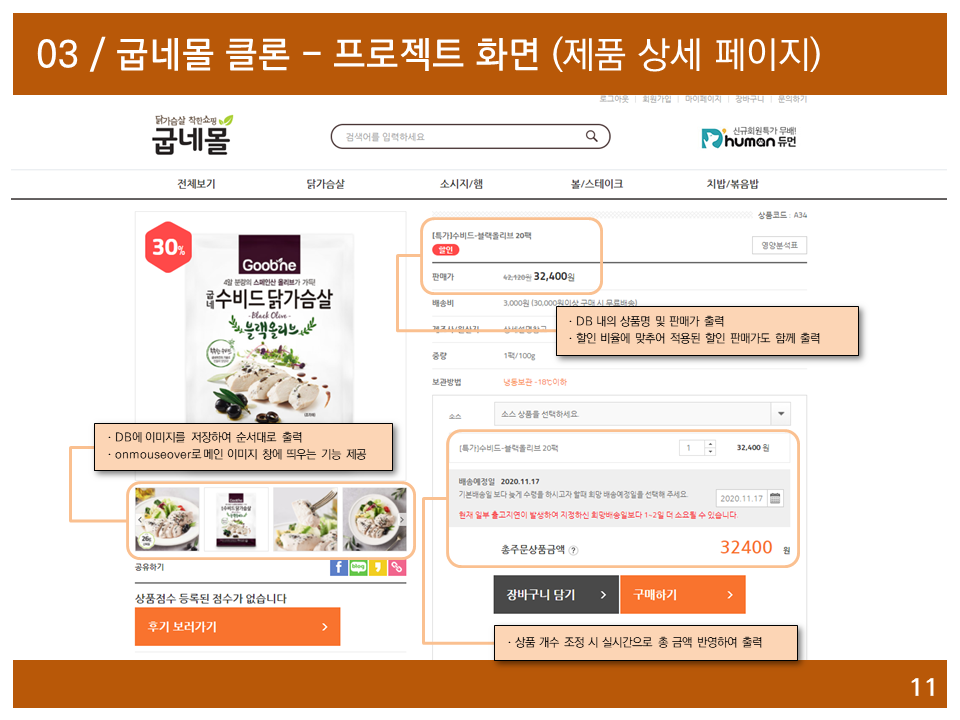 03 / 굽네몰 클론 – 프로젝트 화면 (제품 상세 페이지)
로그아웃 | 회원가입 | 마이페이지 | 장바구니 | 문의하기
닭가슴살 착한쇼핑
굽네몰
검색어를 입력하세요
신규회원특가 무배!
human 듀먼
전체보기
닭가슴살
소시지/햄
볼/스테이크
치밥/볶음밥
상품코드 : A34
30%
Goobne
4알 분량의 스페인산 올리브가 가득!
굽네 수비드 닭가슴살
- Black Olive -
블랙올리브
[특가]수비드-블랙올리브 20팩
할인
영양분석표
판매가
42,120원 32,400원
배송비
3,000원 (30,000원이상 구매 시 무료배송)
제조사/원산지
상세설명참고
· DB 내의 상품명 및 판매가 출력
· 할인 비율에 맞추어 적용된 할인 판매가도 함께 출력
중량
1팩/100g
보관방법
냉동보관 -18℃이하
소스
소스 상품을 선택하세요
· DB에 이미지를 저장하여 순서대로 출력
· onmouseover로 메인 이미지 창에 띄우는 기능 제공
[특가]수비드-블랙올리브 20팩
1
32,400 원
배송예정일 2020.11.17
기본배송일 보다 늦게 수령을 하시고자 할때 희망 배송예정일을 선택해 주세요.
2020.11.17
현재 일부 출고지연이 발생하여 지정하신 희망배송일보다 1~2일 더 소요될 수 있습니다.
26g
총주문상품금액 ?
32400 원
공유하기
f
blog
상품점수 등록된 점수가 없습니다
후기 보러가기
장바구니 담기
구매하기
· 상품 개수 조정 시 실시간으로 총 금액 반영하여 출력
11